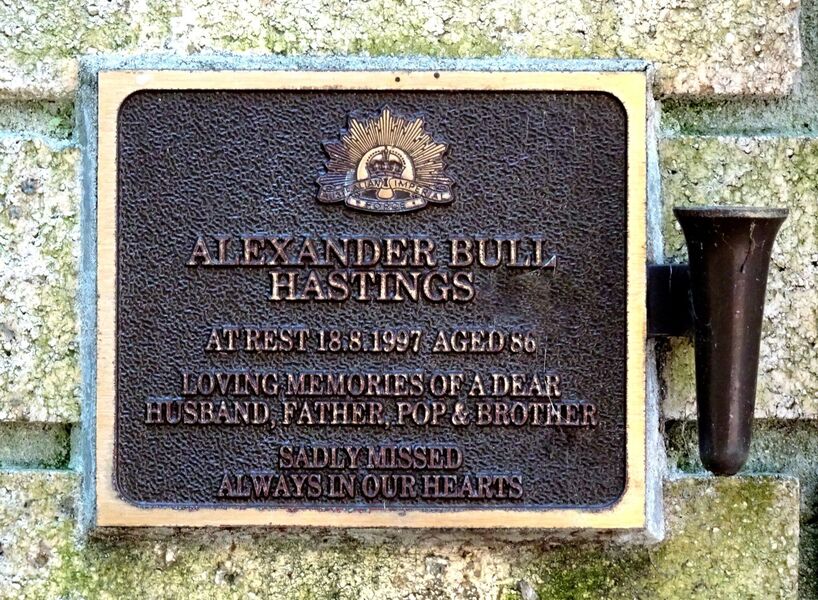 IMPERIAL
ALEXANDER BULL
HASTINGS
AT REST 18.8.1997 AGED 86
LOVING MEMORIES OF A DEAR
HUSBAND, FATHER, POP & BROTHER
SADLY MISSED
ALWAYS IN OUR HEARTS